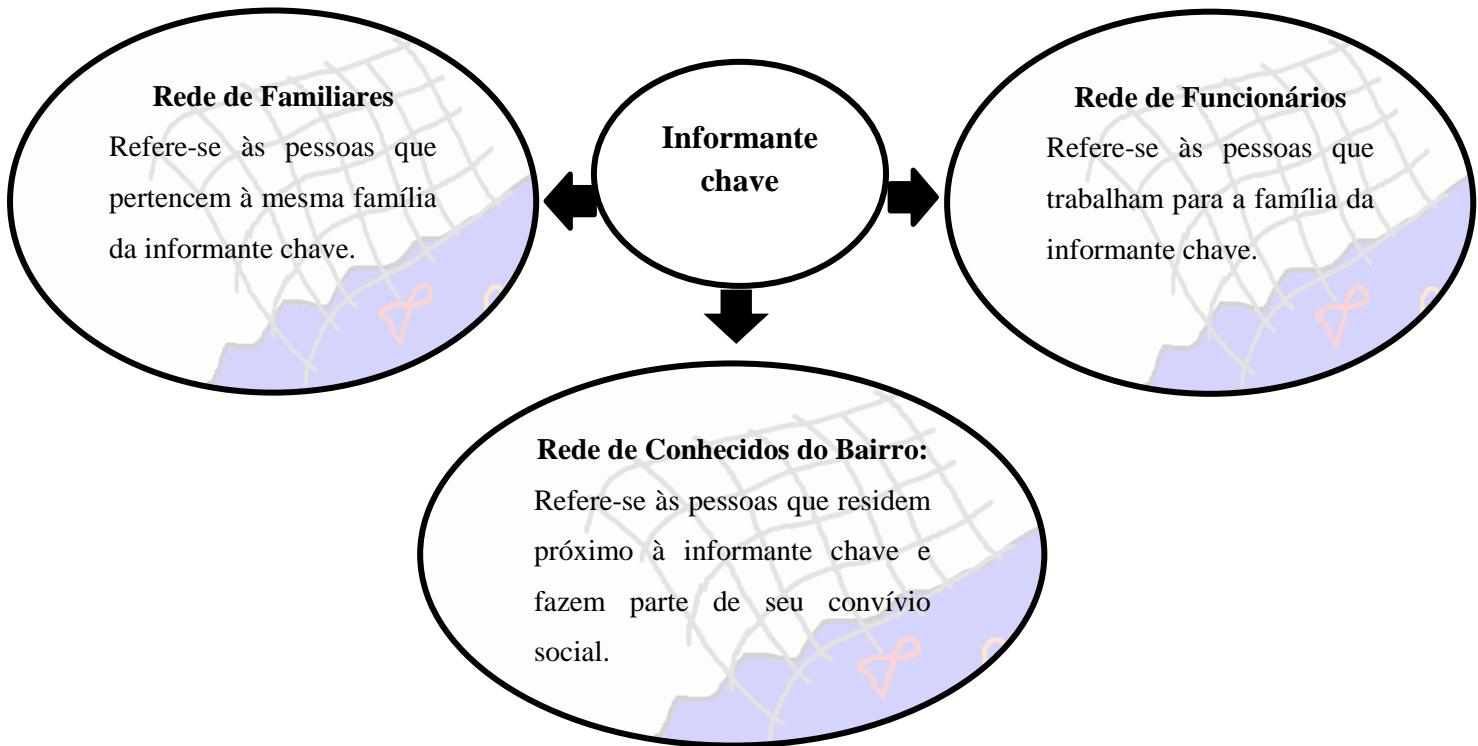 Rede de Familiares
Refere-se às pessoas que
pertencem à mesma família
da informante chave.
Informante
chave
Rede de Funcionários
Refere-se às pessoas que
trabalham para a família da
informante chave.
Rede de Conhecidos do Bairro:
Refere-se às pessoas que residem
próximo à informante chave e
fazem parte de seu convívio
social.